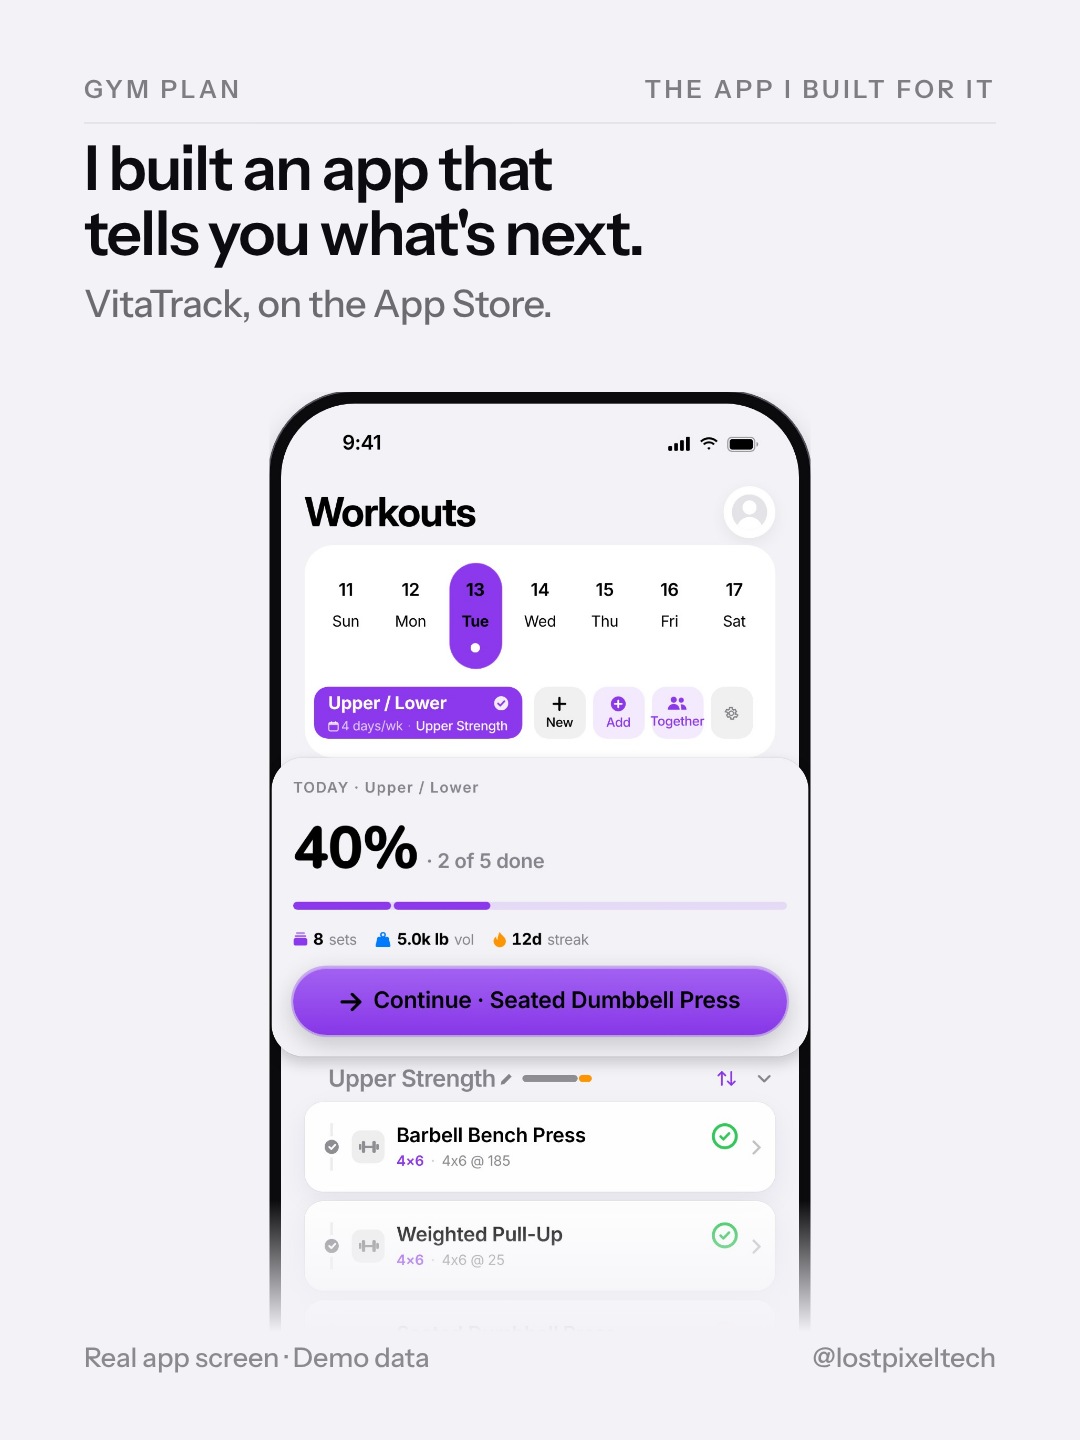 GYM PLAN
THE APP I BUILT FOR IT
I built an app that
tells you what's next.
VitaTrack, on the App Store.
9:41
Workouts
11 12 13 14 15 16 17
Sun Mon Tue Wed Thu Fri Sat
Upper / Lower
4 days/wk · Upper Strength
New
Add
Together
TODAY · Upper / Lower
40% · 2 of 5 done
8 sets 5.0k lb vol 12d streak
Continue · Seated Dumbbell Press
Upper Strength
Barbell Bench Press
4×6 · 4x6 @ 185
Weighted Pull-Up
4×6 · 4x6 @ 25
Real app screen · Demo data
@lostpixeltech